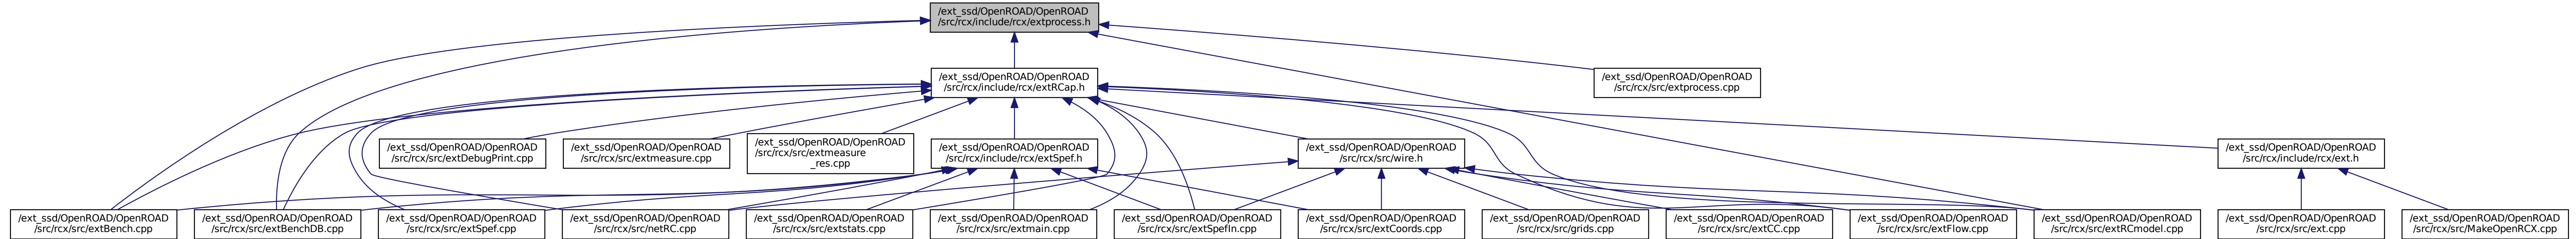 /ext_ssd/OpenROAD/OpenROAD
/src/rcx/include/rcx/extprocess.h
/ext_ssd/OpenROAD/OpenROAD
/src/rcx/include/rcx/extRCap.h
/ext_ssd/OpenROAD/OpenROAD
/src/rcx/src/extprocess.cpp
/ext_ssd/OpenROAD/OpenROAD
/src/rcx/src/extDebugPrint.cpp
/ext_ssd/OpenROAD/OpenROAD
/src/rcx/src/extmeasure.cpp
/ext_ssd/OpenROAD/OpenROAD
/src/rcx/src/extmeasure
_res.cpp
/ext_ssd/OpenROAD/OpenROAD
/src/rcx/include/rcx/extSpef.h
/ext_ssd/OpenROAD/OpenROAD
/src/rcx/src/wire.h
/ext_ssd/OpenROAD/OpenROAD
/src/rcx/include/rcx/ext.h
/ext_ssd/OpenROAD/OpenROAD
/src/rcx/src/extBench.cpp
/ext_ssd/OpenROAD/OpenROAD
/src/rcx/src/extBenchDB.cpp
/ext_ssd/OpenROAD/OpenROAD
/src/rcx/src/extSpef.cpp
/ext_ssd/OpenROAD/OpenROAD
/src/rcx/src/netRC.cpp
/ext_ssd/OpenROAD/OpenROAD
/src/rcx/src/extstats.cpp
/ext_ssd/OpenROAD/OpenROAD
/src/rcx/src/extmain.cpp
/ext_ssd/OpenROAD/OpenROAD
/src/rcx/src/extSpefIn.cpp
/ext_ssd/OpenROAD/OpenROAD
/src/rcx/src/extCoords.cpp
/ext_ssd/OpenROAD/OpenROAD
/src/rcx/src/grids.cpp
/ext_ssd/OpenROAD/OpenROAD
/src/rcx/src/extCC.cpp
/ext_ssd/OpenROAD/OpenROAD
/src/rcx/src/extFlow.cpp
/ext_ssd/OpenROAD/OpenROAD
/src/rcx/src/extRCmodel.cpp
/ext_ssd/OpenROAD/OpenROAD
/src/rcx/src/ext.cpp
/ext_ssd/OpenROAD/OpenROAD
/src/rcx/src/MakeOpenRCX.cpp